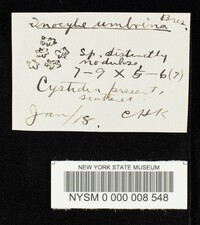 Inocybe umbrina Bres.
Sp. distinctly
nodulose,
7-9 X 5-6(7)
Cystidia present,
scattered.
Jan/18. CHK
NEW YORK STATE MUSEUM
NYSM 0 000 008 548